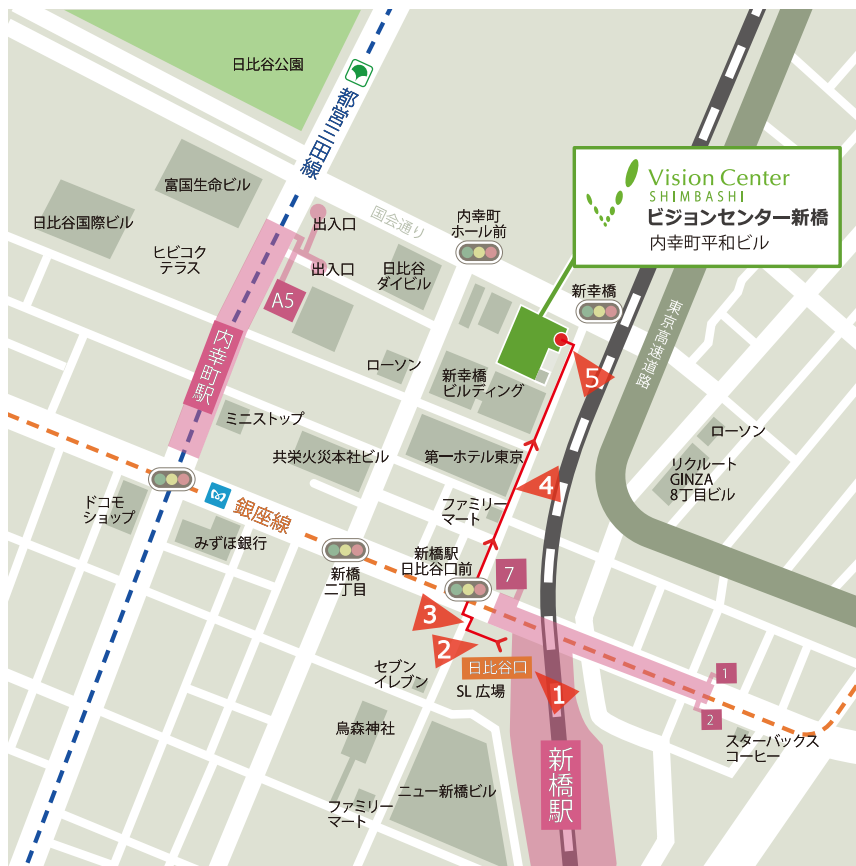 日比谷公園
都営三田線
富国生命ビル
日比谷国際ビル
ヒビコク
テラス
出入口
出入口
A5
国会通り
内幸町
ホール前
日比谷
ダイビル
Vision Center
SHIMBASHI
ビジョンセンター新橋
内幸町平和ビル
新幸橋
東京高速道路
内幸町駅
ローソン
新幸橋
ビルディング
5
ミニストップ
共栄火災本社ビル
第一ホテル東京
4
ローソン
リクルート
GINZA
8丁目ビル
ドコモ
ショップ
銀座線
みずほ銀行
ファミリー
マート
新橋
二丁目
新橋駅
日比谷口前
7
3
2
日比谷口
SL 広場
1
セブン
イレブン
1
2
スターバックス
コーヒー
烏森神社
新橋駅
ニュー新橋ビル
ファミリー
マート